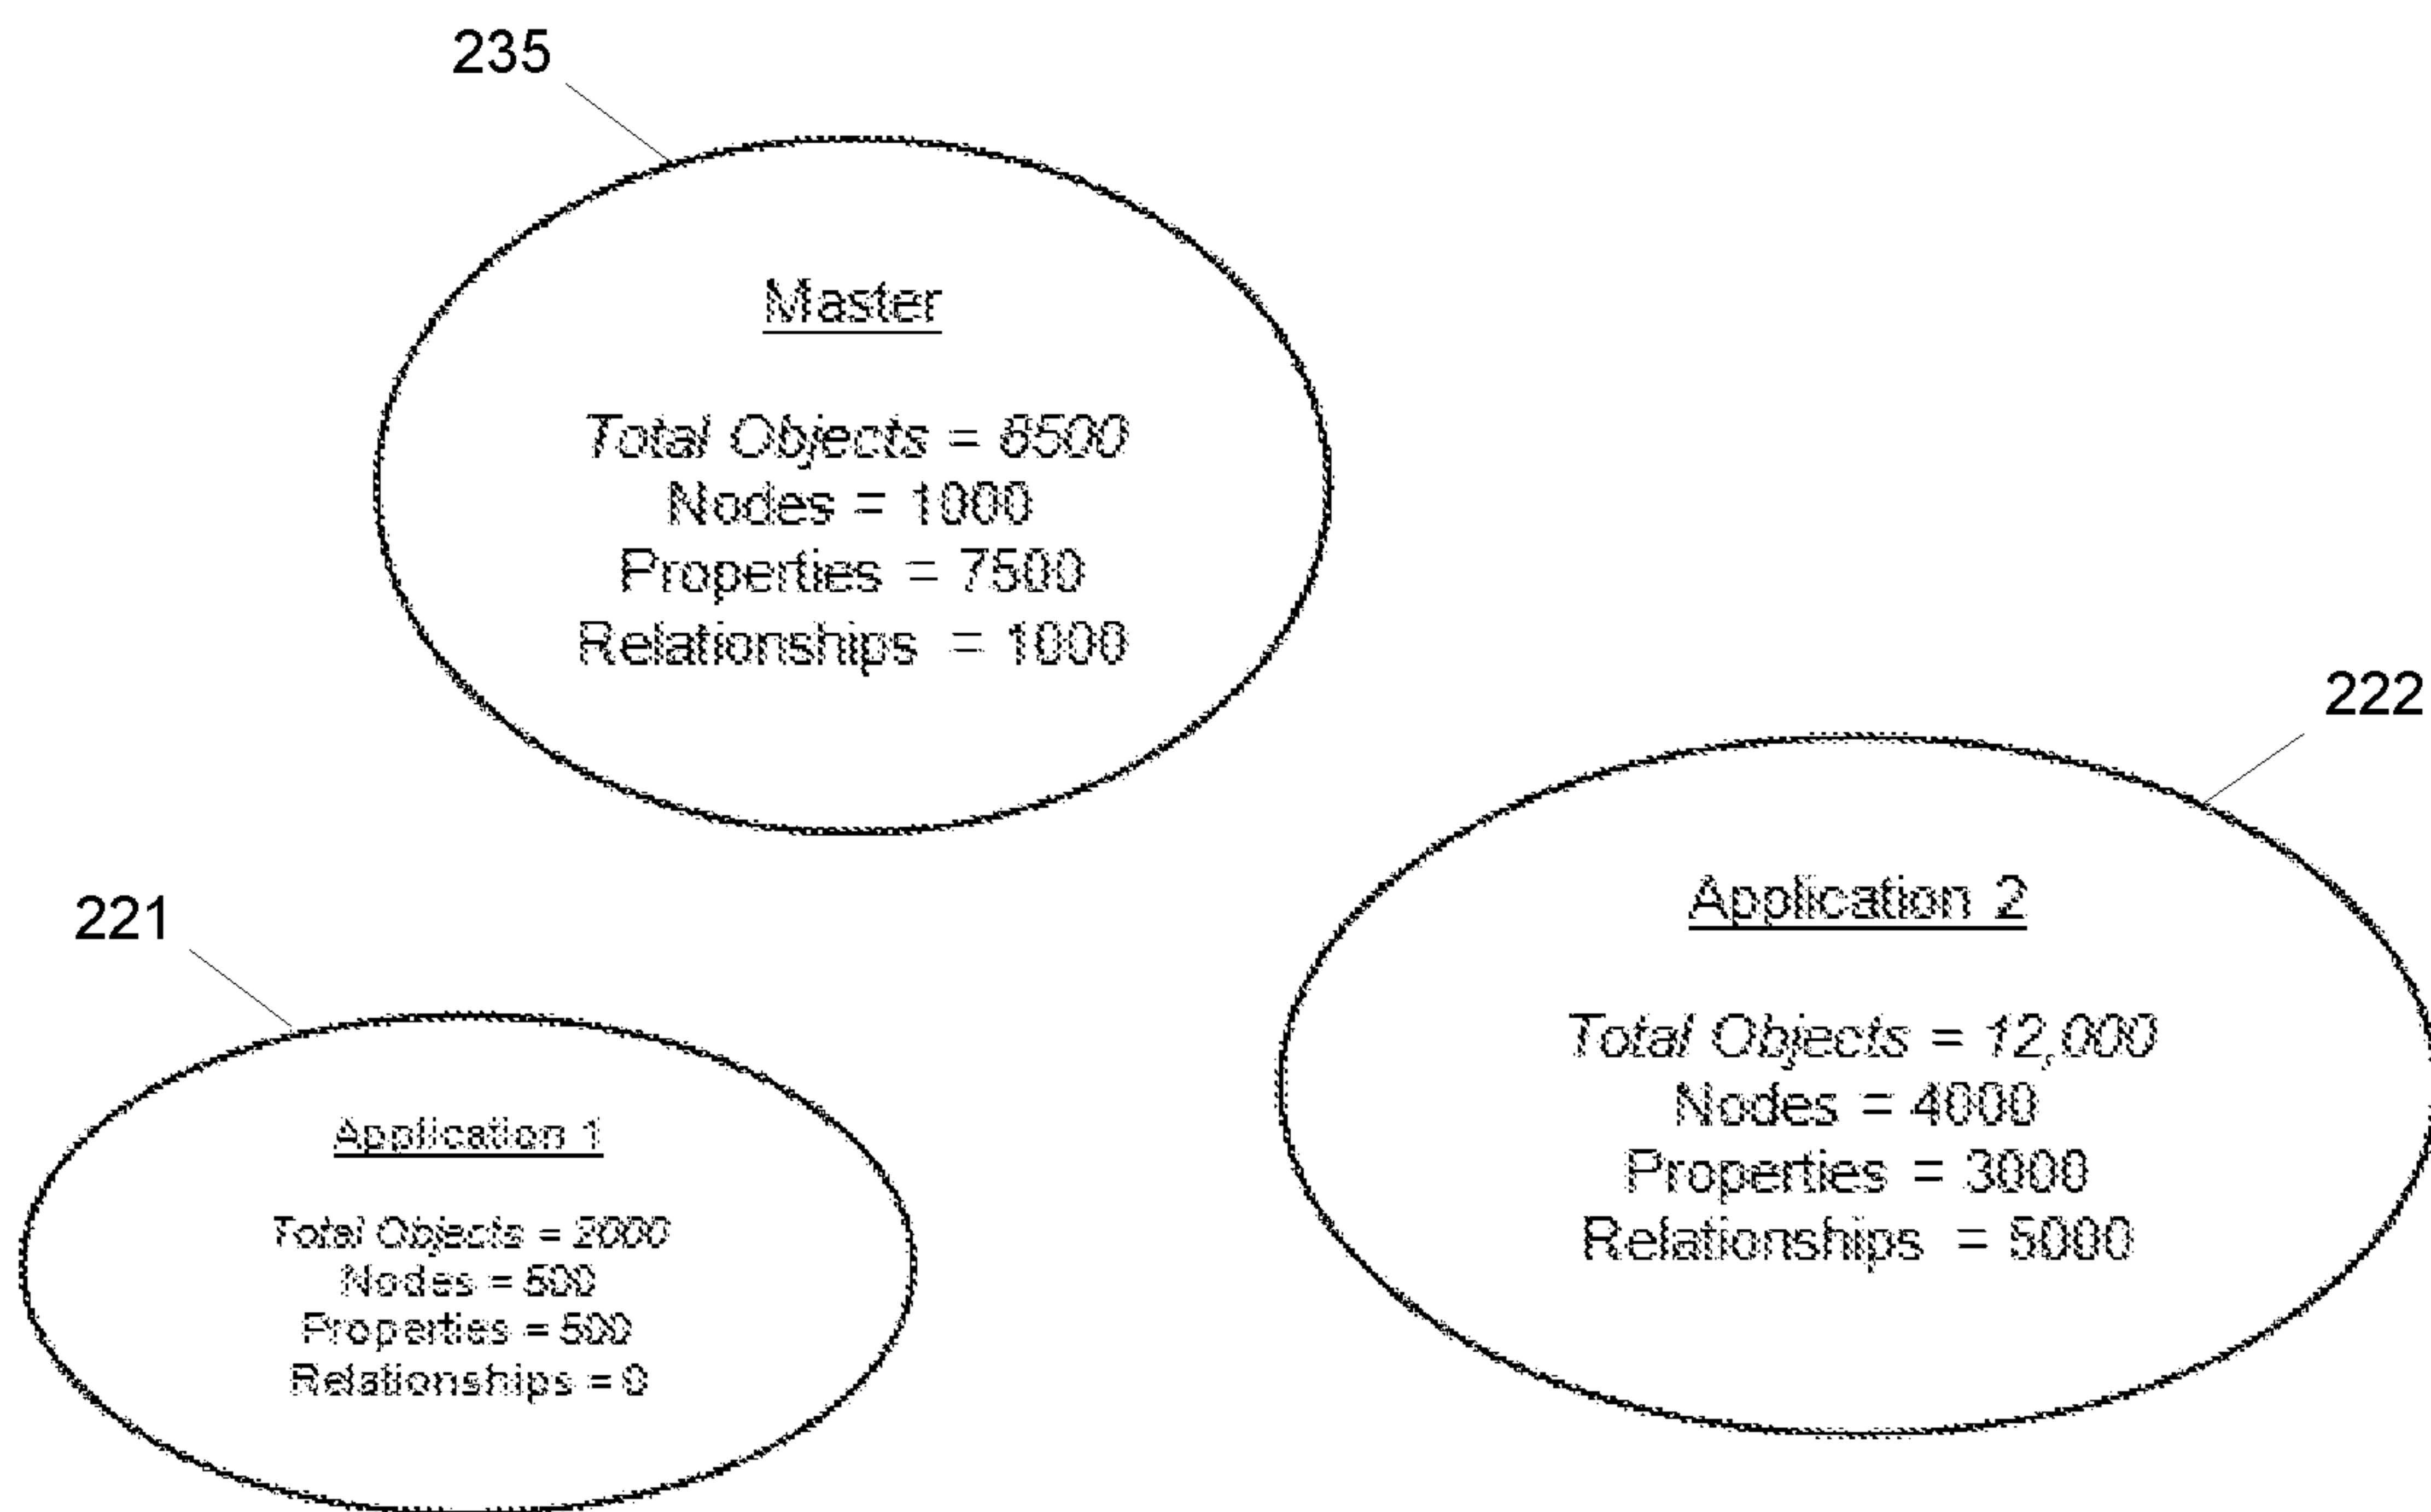 235
Master
Total Objects = 6500
Nodes = 1000
Properties = 7500
Relationships = 1000
222
Application 2
Total Objects = 12,000
Nodes = 4000
Properties = 3000
Relationships = 5000
221
Application 1
Total Objects = 2000
Nodes = 500
Properties = 500
Relationships = 0